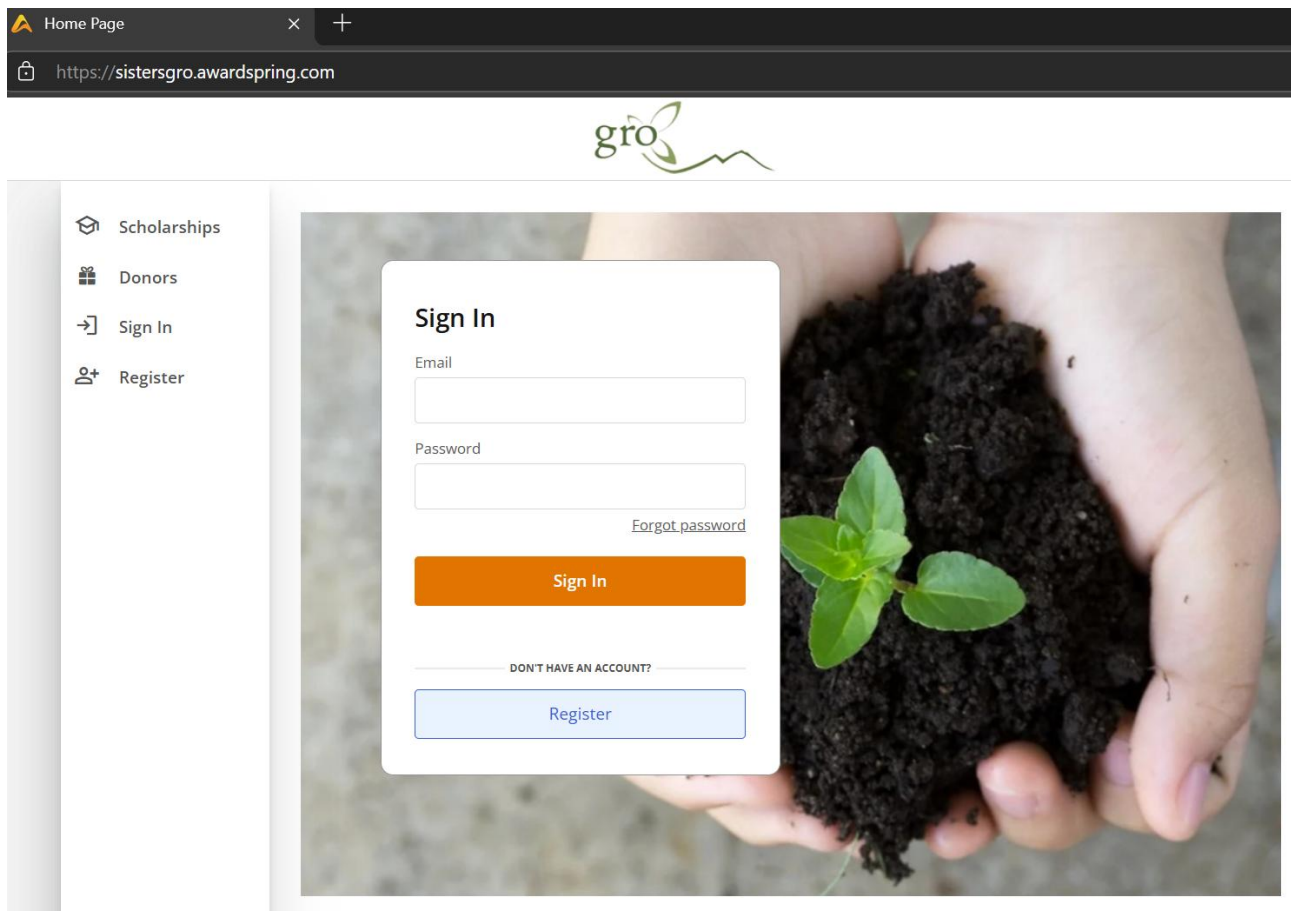 Home Page
https://sistersgro.awardspring.com
gro
Scholarships
Donors
Sign In
Register
Sign In
Email
Password
Forgot password
Sign In
DON'T HAVE AN ACCOUNT?
Register